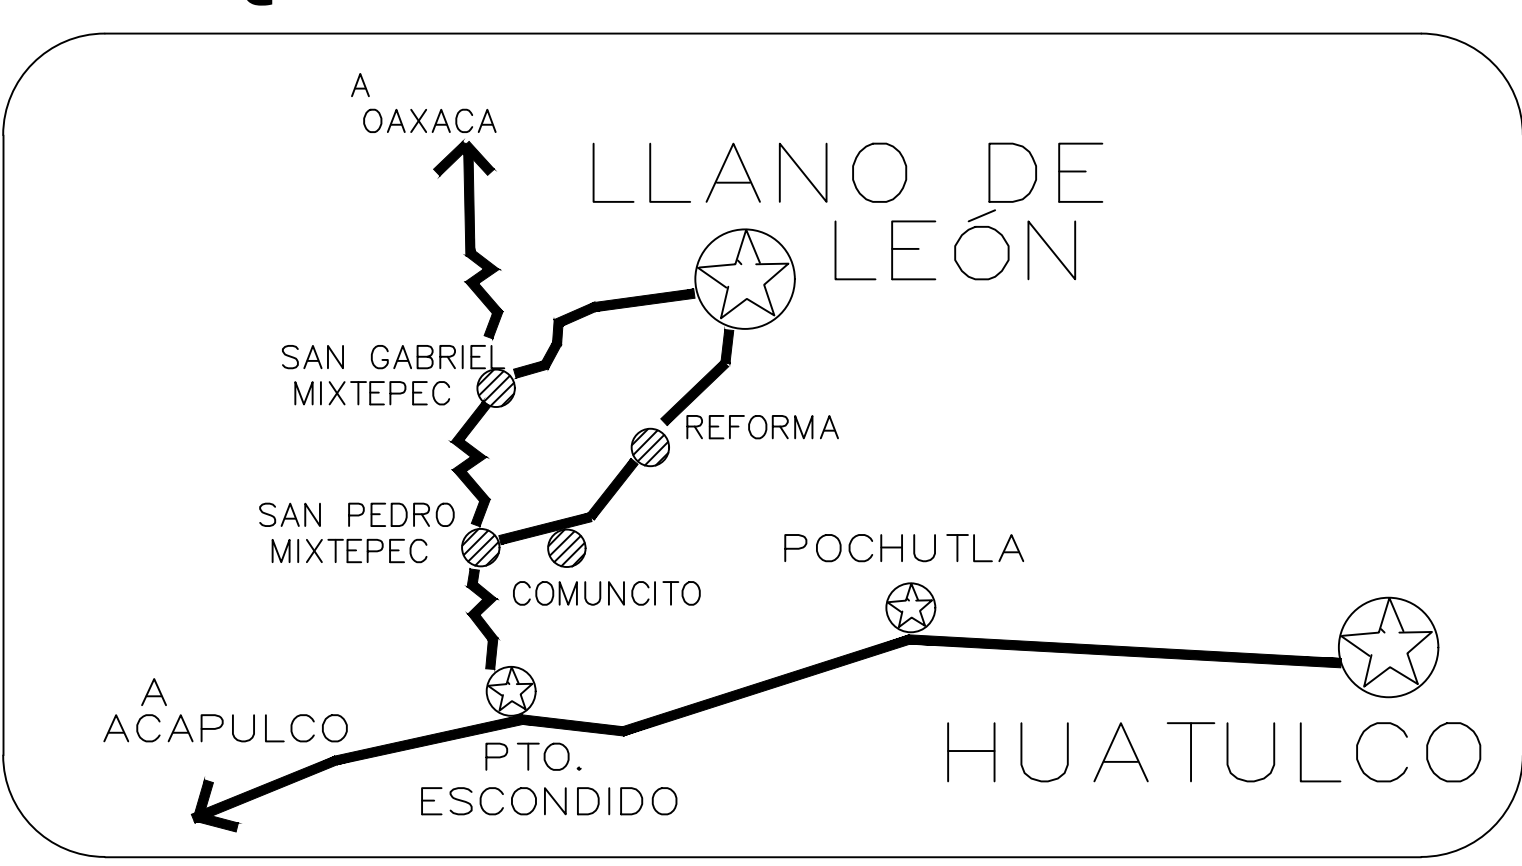 A
OAXACA
LLANO DE
LEÓN
SAN GABRIEL
MIXTEPEC
REFORMA
SAN PEDRO
MIXTEPEC
COMUNCITO
POCHUTLA
A
ACAPULCO
PTO.
ESCONDIDO
HUATULCO